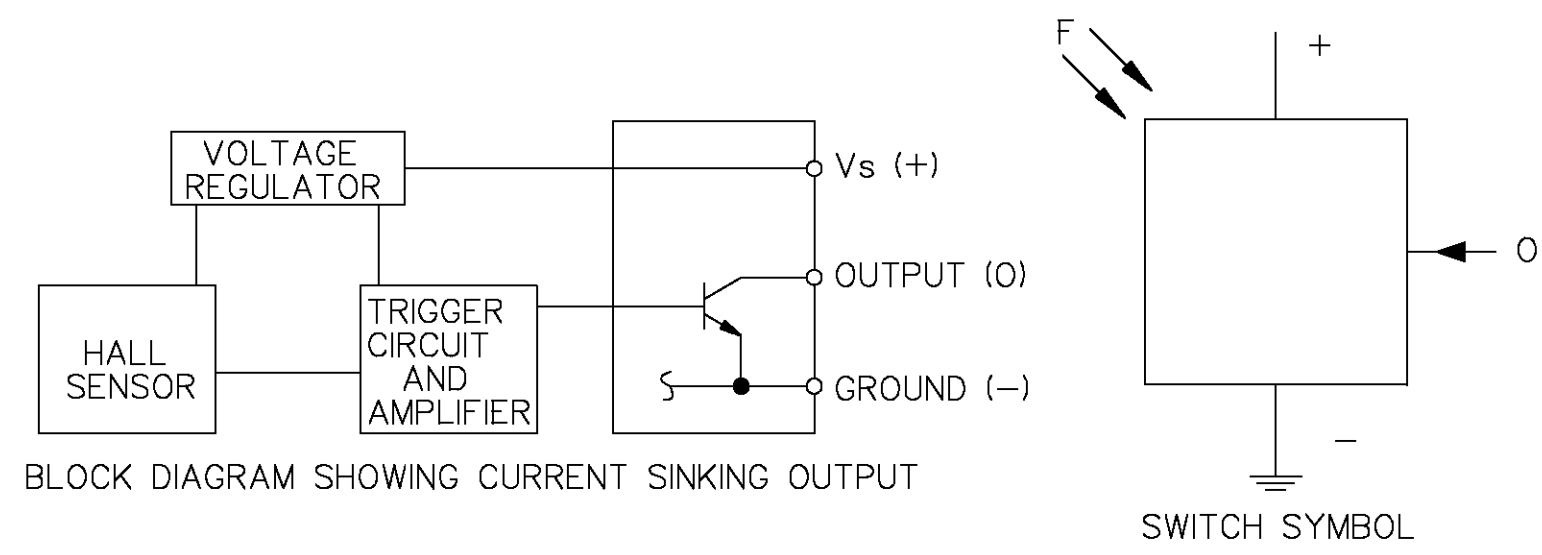 VOLTAGE
REGULATOR
HALL
SENSOR
TRIGGER
CIRCUIT
AND
AMPLIFIER
Vs (+)
OUTPUT (O)
GROUND (−)
BLOCK DIAGRAM SHOWING CURRENT SINKING OUTPUT
F
+
O
−
SWITCH SYMBOL